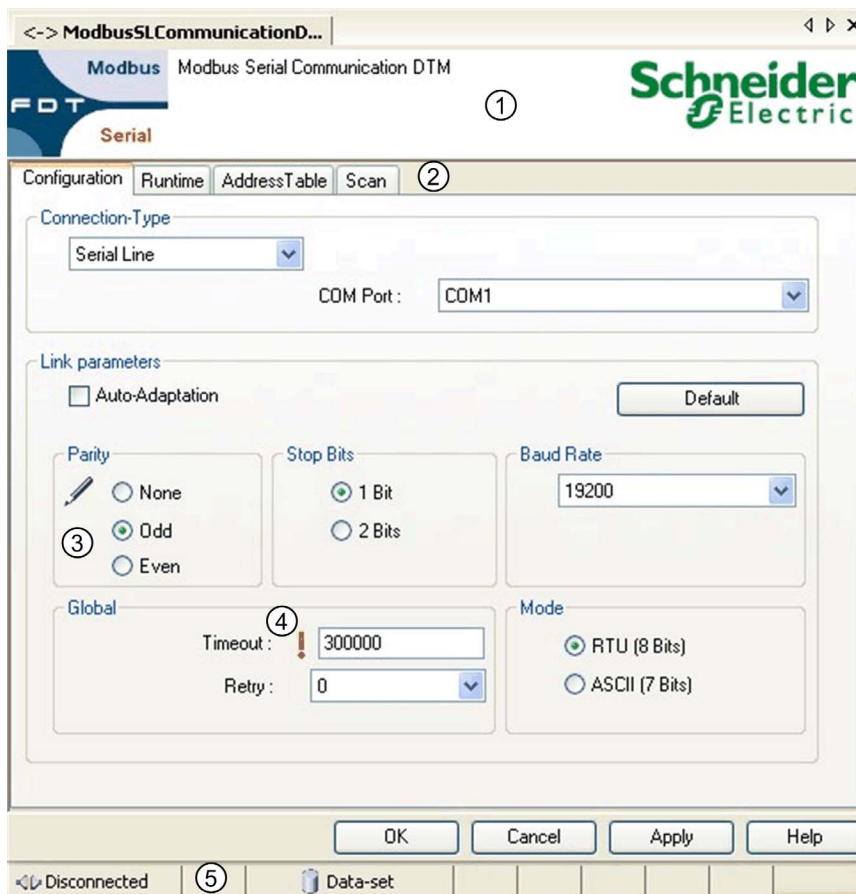 <-> ModbusSLCommunicationD...
Modbus Modbus Serial Communication DTM
FDT
Serial
①
Schneider
Electric
Configuration Runtime AddressTable Scan ②
Connection-Type
Serial Line
COM Port : COM1
Link parameters
Auto-Adaptation Default
Parity Stop Bits Baud Rate
None 1 Bit 19200
③ Odd 2 Bits
Even
Global ④ Mode
Timeout : ! 300000 RTU (8 Bits)
Retry : 0 ASCII (7 Bits)
OK Cancel Apply Help
Disconnected ⑤ Data-set